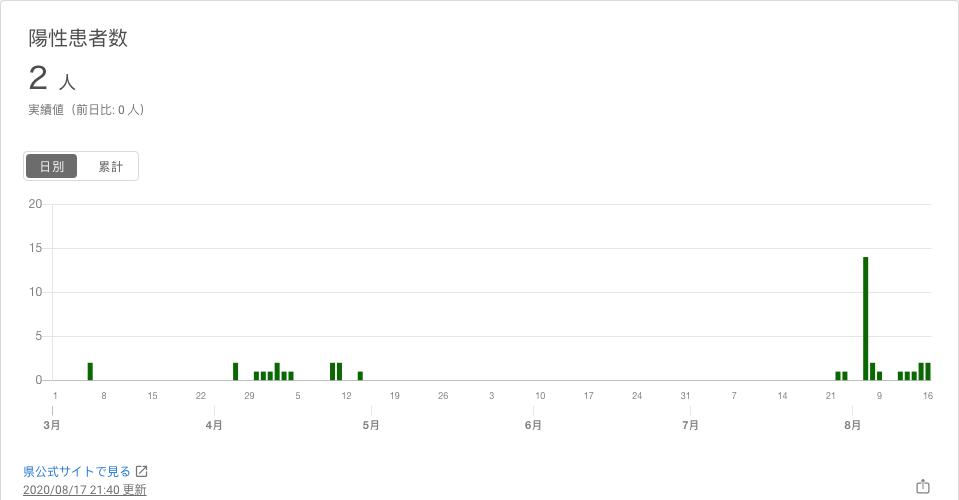 陽性患者数
2 人
実績値（前日比: 0 人）
日別 累計
20
15
10
5
0
1 8 15 22 29 5 12 19 26 3 10 17 24 31 7 14 21 9 16
3月 4月 5月 6月 7月 8月
県公式サイトで見る
2020/08/17 21:40 更新